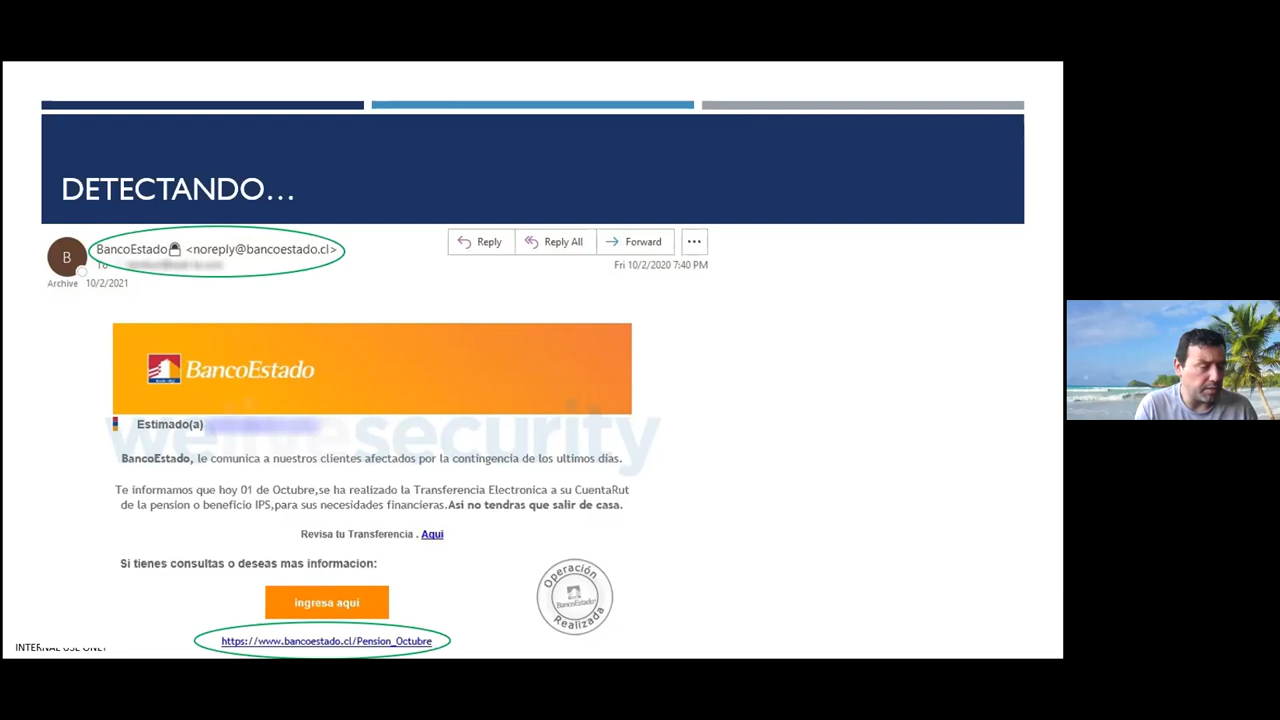 DETECTANDO...
B
BancoEstado <noreply@bancoestado.cl>
To
Reply
Reply All
Forward
...
Fri 10/2/2020 7:40 PM
Archive 10/2/2021
BancoEstado
Estimado(a)
welivesecurity
BancoEstado, le comunica a nuestros clientes afectados por la contingencia de los ultimos días.
Te informamos que hoy 01 de Octubre,se ha realizado la Transferencia Electronica a su CuentaRut
de la pension o beneficio IPS,para sus necesidades financieras.Asi no tendras que salir de casa.
Revisa tu Transferencia . Aqui
Si tienes consultas o deseas mas informacion:
ingresa aqui
Operación
BancoEstado
Realizada
https://www.bancoestado.cl/Pension_Octubre
INTERNAL USE ONLY